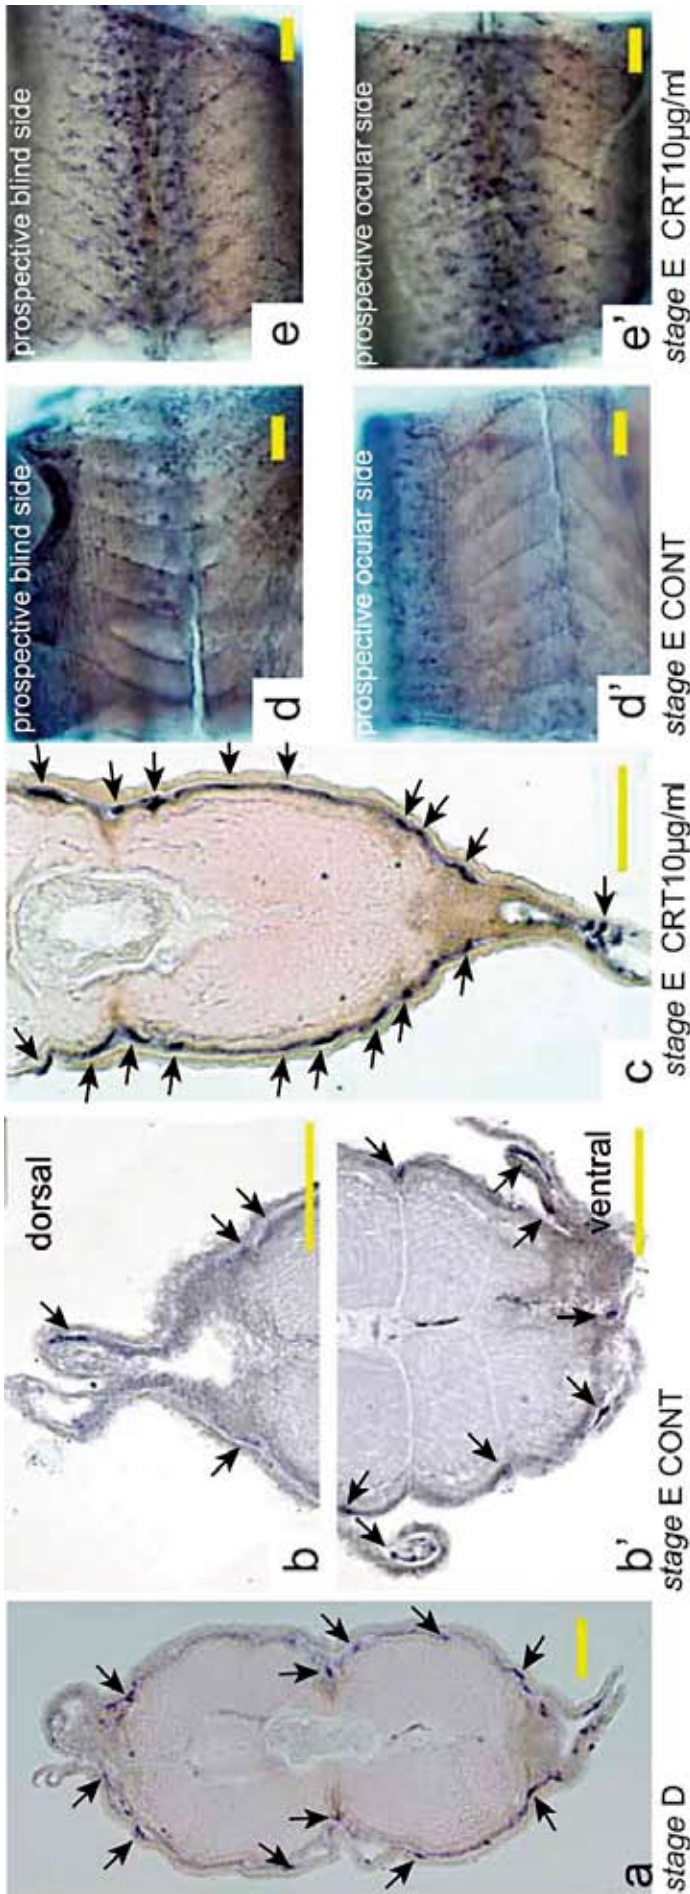 a
stage D
dorsal
b
ventral
b'
stage E CONT
c
stage E CRT10µg/ml
prospective blind side
d
prospective ocular side
d'
stage E CONT
prospective blind side
e
prospective ocular side
e'
stage E CRT10µg/ml